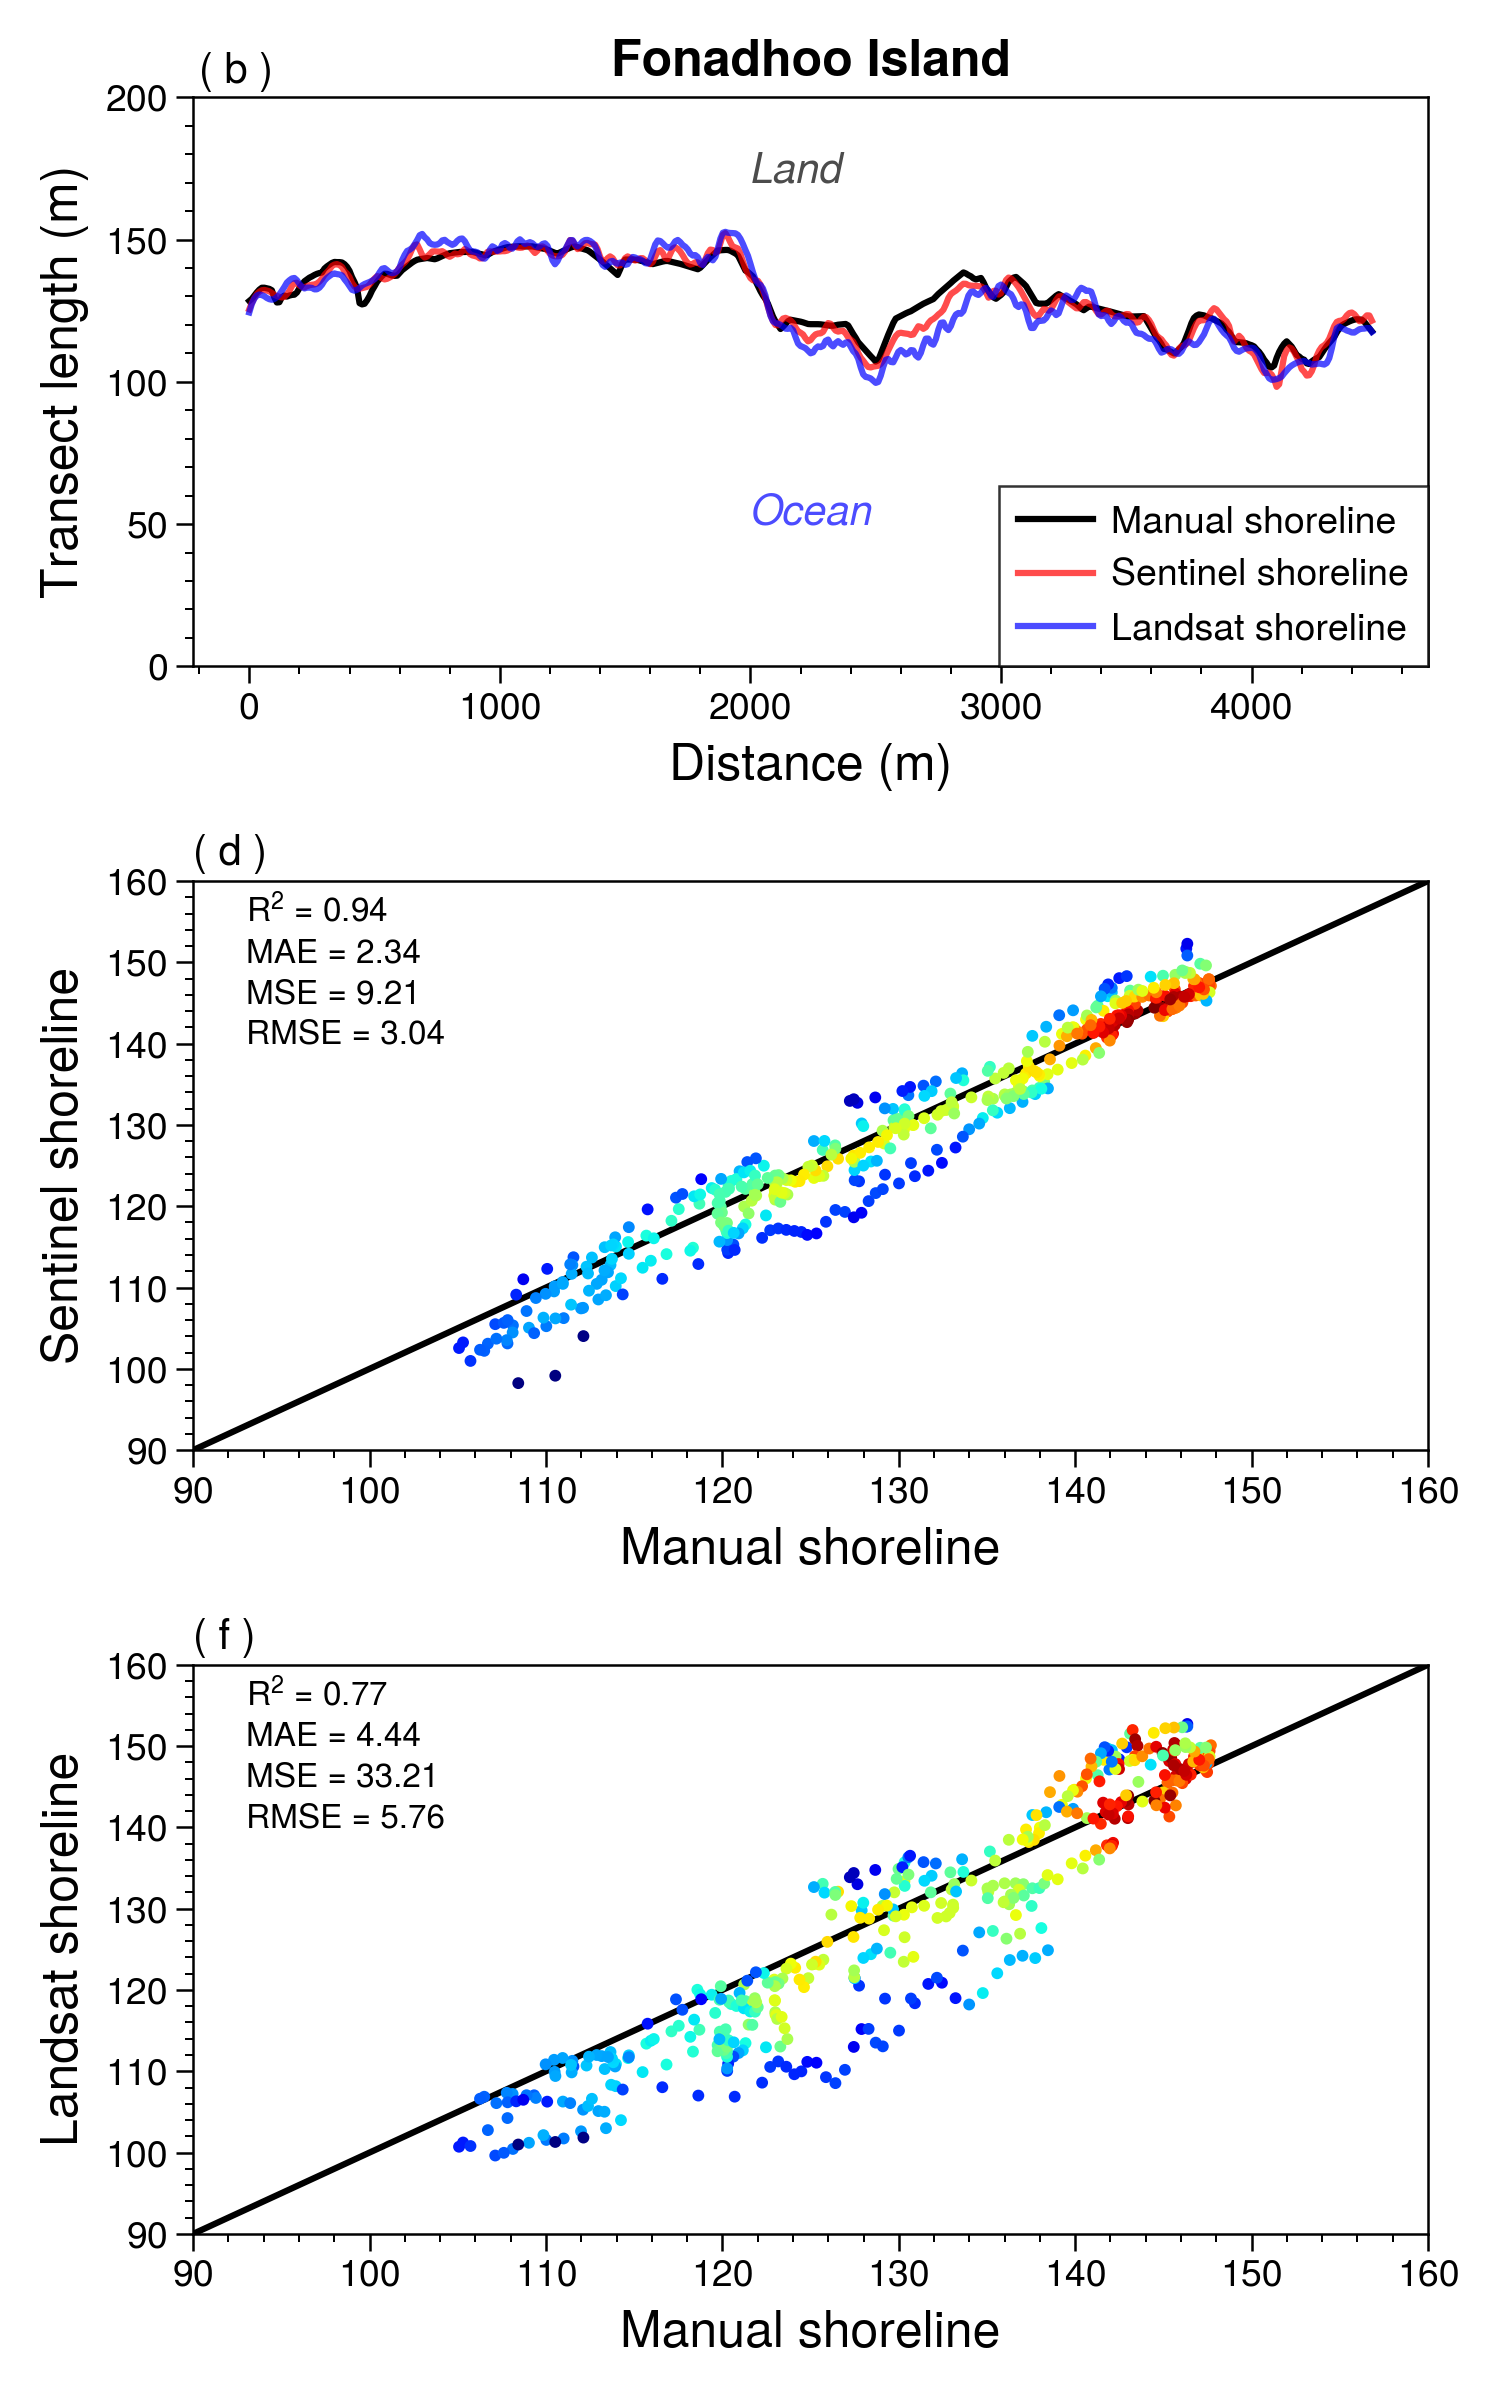 ( b )
Fonadhoo Island
200
150
100
50
0
Transect length (m)
Land
Ocean
Manual shoreline
Sentinel shoreline
Landsat shoreline
0 1000 2000 3000 4000
Distance (m)
( d )
160
150
140
130
120
110
100
90
Sentinel shoreline
R² = 0.94
MAE = 2.34
MSE = 9.21
RMSE = 3.04
90 100 110 120 130 140 150 160
Manual shoreline
( f )
160
150
140
130
120
110
100
90
Landsat shoreline
R² = 0.77
MAE = 4.44
MSE = 33.21
RMSE = 5.76
90 100 110 120 130 140 150 160
Manual shoreline